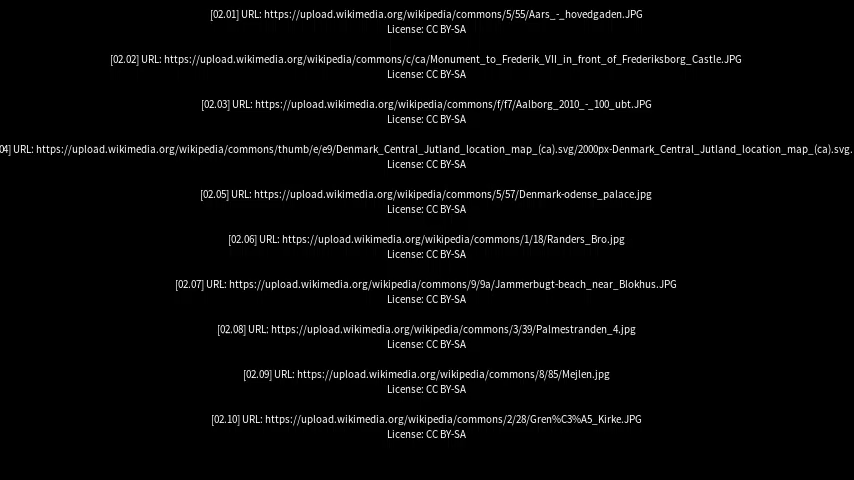 [02.01] URL: https://upload.wikimedia.org/wikipedia/commons/5/55/Aars_-_hovedgaden.JPG
License: CC BY-SA
[02.02] URL: https://upload.wikimedia.org/wikipedia/commons/c/ca/Monument_to_Frederik_VII_in_front_of_Frederiksborg_Castle.JPG
License: CC BY-SA
[02.03] URL: https://upload.wikimedia.org/wikipedia/commons/f/f7/Aalborg_2010_-_100_ubt.JPG
License: CC BY-SA
04] URL: https://upload.wikimedia.org/wikipedia/commons/thumb/e/e9/Denmark_Central_Jutland_location_map_(ca).svg/2000px-Denmark_Central_Jutland_location_map_(ca).svg.
License: CC BY-SA
[02.05] URL: https://upload.wikimedia.org/wikipedia/commons/5/57/Denmark-odense_palace.jpg
License: CC BY-SA
[02.06] URL: https://upload.wikimedia.org/wikipedia/commons/1/18/Randers_Bro.jpg
License: CC BY-SA
[02.07] URL: https://upload.wikimedia.org/wikipedia/commons/9/9a/Jammerbugt-beach_near_Blokhus.JPG
License: CC BY-SA
[02.08] URL: https://upload.wikimedia.org/wikipedia/commons/3/39/Palmestranden_4.jpg
License: CC BY-SA
[02.09] URL: https://upload.wikimedia.org/wikipedia/commons/8/85/Mejlen.jpg
License: CC BY-SA
[02.10] URL: https://upload.wikimedia.org/wikipedia/commons/2/28/Gren%C3%A5_Kirke.JPG
License: CC BY-SA